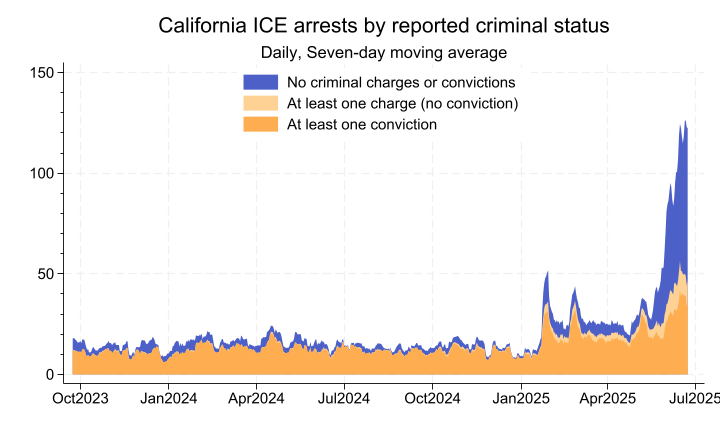 California ICE arrests by reported criminal status
Daily, Seven-day moving average
No criminal charges or convictions
At least one charge (no conviction)
At least one conviction
150
100
50
0
Oct2023 Jan2024 Apr2024 Jul2024 Oct2024 Jan2025 Apr2025 Jul2025